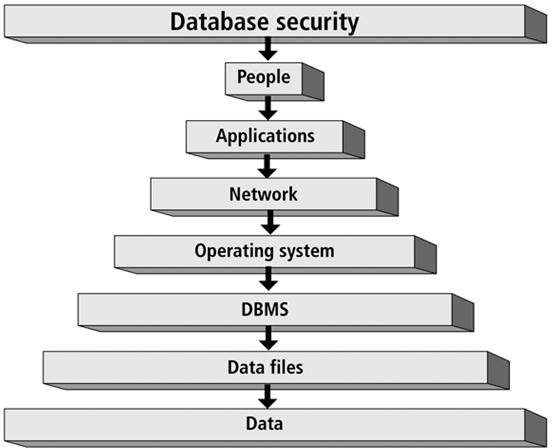 Database security
People
Applications
Network
Operating system
DBMS
Data files
Data